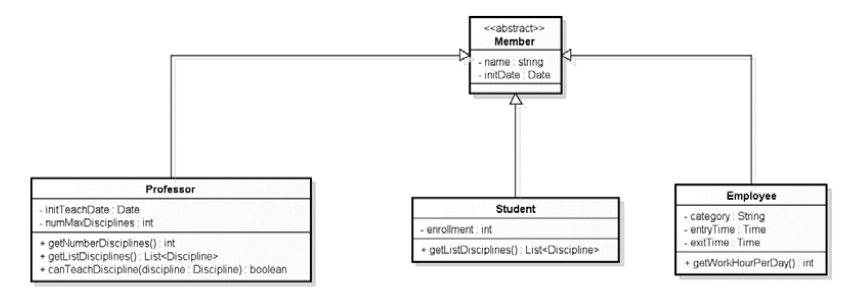 <<abstract>>
Member
- name : string
- initDate : Date
Professor
- initTeachDate : Date
- numMaxDisciplines : int
+ getNumberDisciplines() : int
+ getListDisciplines() : List<Discipline>
+ canTeachDiscipline(discipline : Discipline) : boolean
Student
- enrollment : int
+ getListDisciplines() : List<Discipline>
Employee
- category : String
- entryTime : Time
- exitTime : Time
+ getWorkHourPerDay() : int